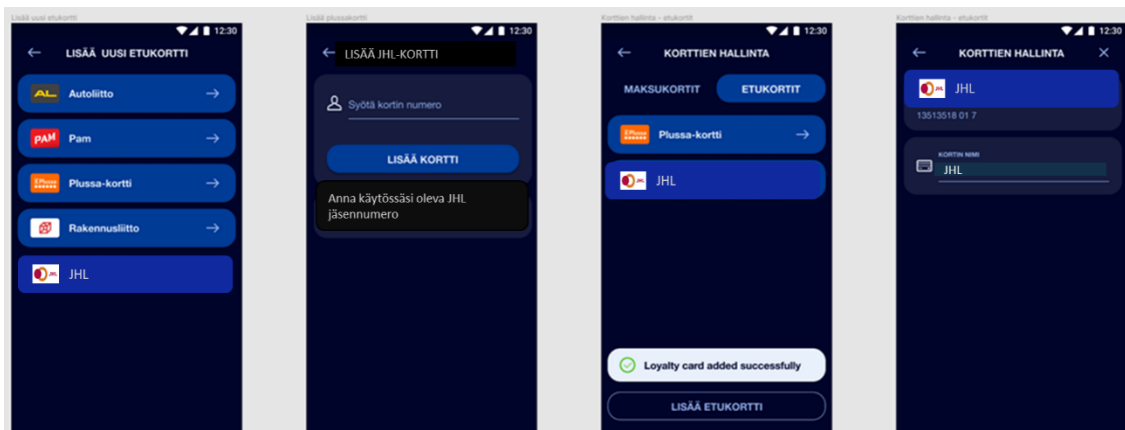 Lisää uusi etukortti
12:30
LISÄÄ UUSI ETUKORTTI
AL Autoliitto
PAM Pam
Plussa-kortti
Rakennusliitto
JHL JHL
Lisää plussakortti
12:30
LISÄÄ JHL-KORTTI
Syötä kortin numero
LISÄÄ KORTTI
Anna käytössäsi oleva JHL
jäsennumero
Korttien hallinta - etukortit
12:30
KORTTIEN HALLINTA
MAKSUKORTIT ETUKORTIT
Plussa-kortti
JHL JHL
Loyalty card added successfully
LISÄÄ ETUKORTTI
Korttien hallinta - etukortit
12:30
KORTTIEN HALLINTA
JHL JHL
13513518 01 7
KORTIN NIMI
JHL